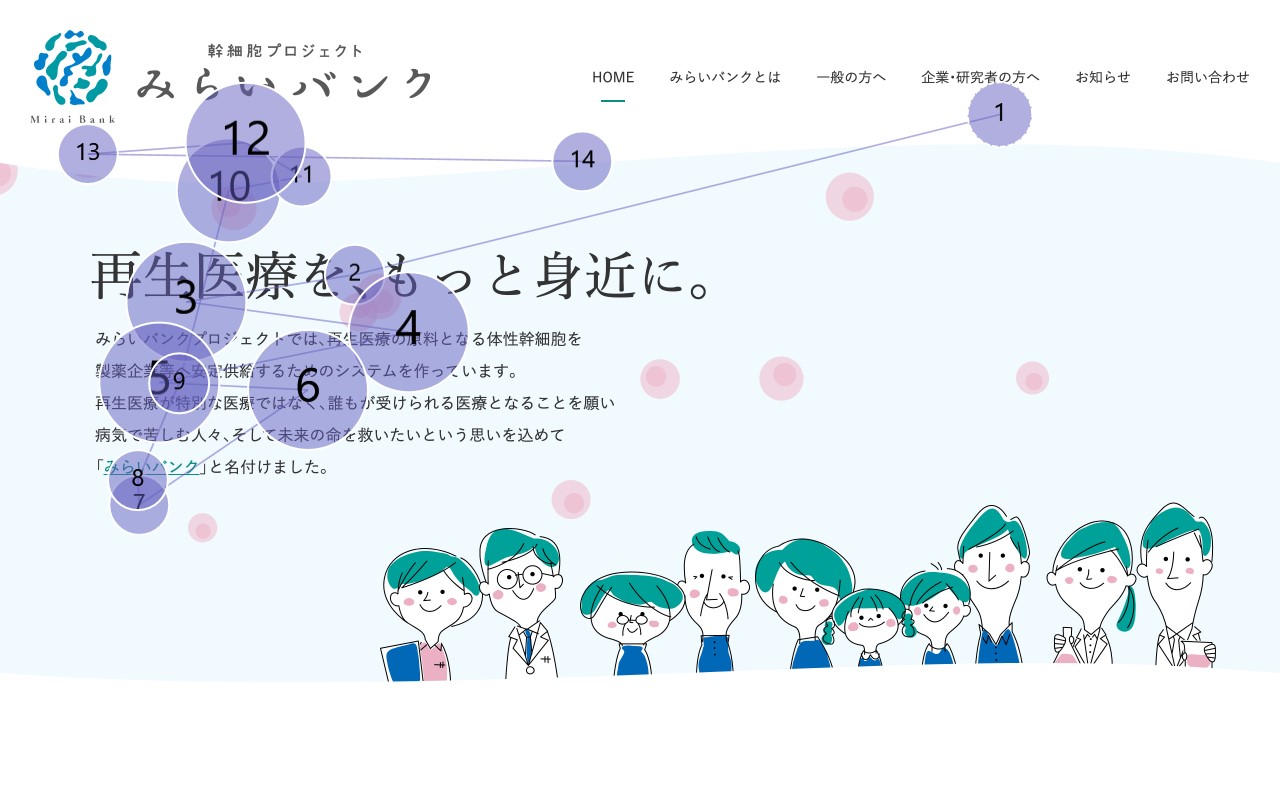 幹細胞プロジェクト
みらいバンク
Mirai Bank
HOME
みらいバンクとは
一般の方へ
企業・研究者の方へ
お知らせ
お問い合わせ
再生医療を、もっと身近に。
みらいバンクプロジェクトでは、再生医療の原料となる体性幹細胞を
製薬企業等へ安定供給するためのシステムを作っています。
再生医療が特別な医療ではなく、誰もが受けられる医療となることを願い
病気で苦しむ人々、そして未来の命を救いたいという思いを込めて
「みらいバンク」と名付けました。
1
2
3
4
5
6
7
8
9
10
11
12
13
14